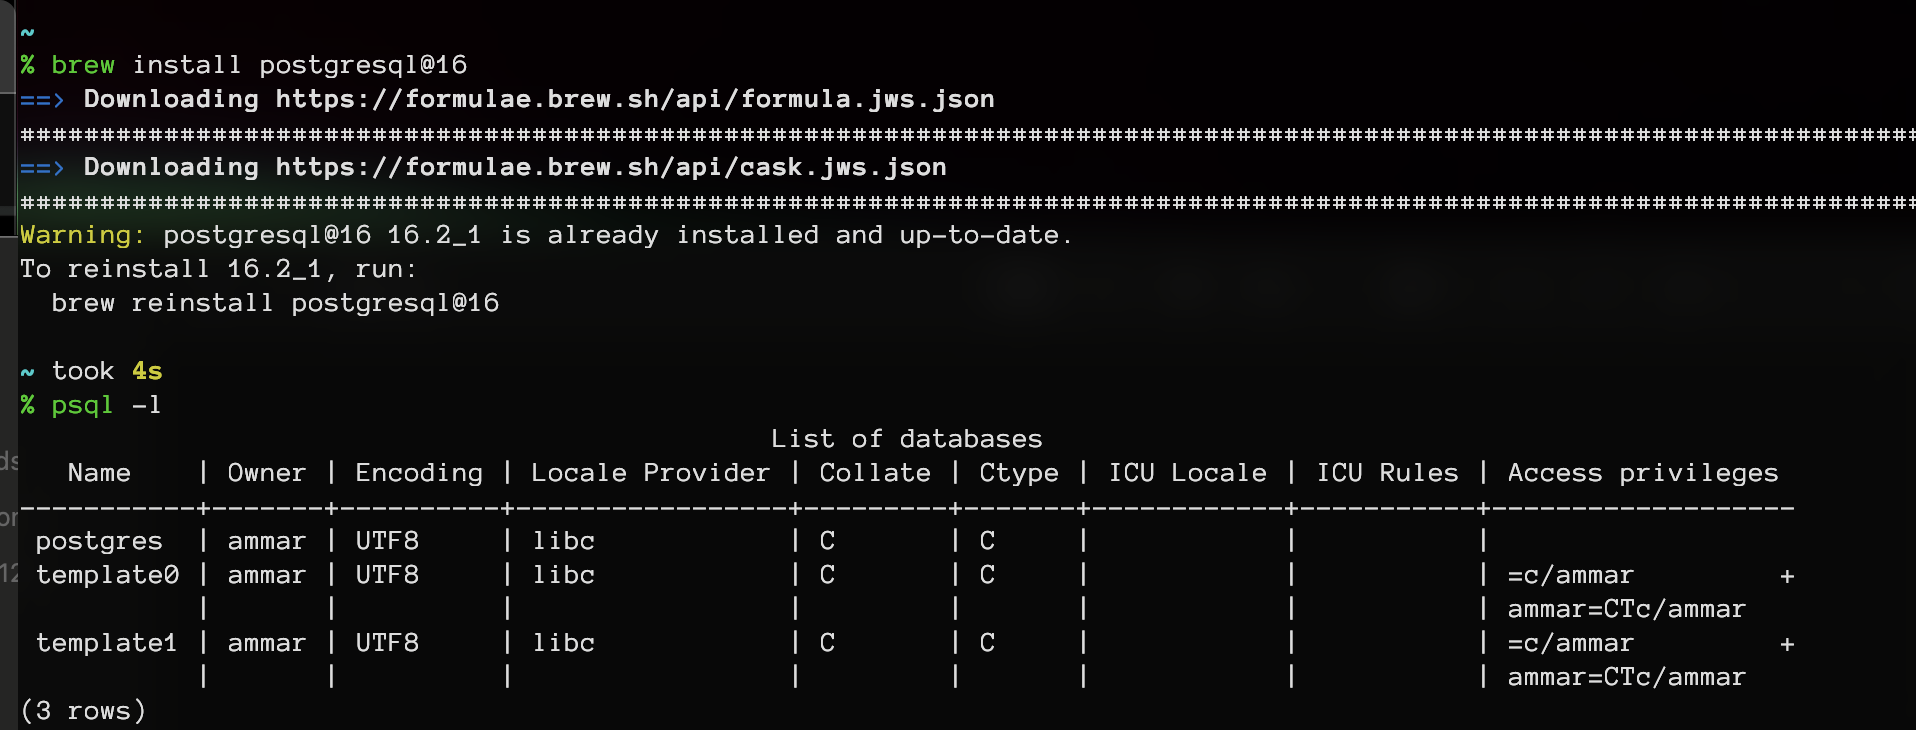 ~
% brew install postgresql@16
==> Downloading https://formulae.brew.sh/api/formula.jws.json
########################################################################################################################
==> Downloading https://formulae.brew.sh/api/cask.jws.json
########################################################################################################################
Warning: postgresql@16 16.2_1 is already installed and up-to-date.
To reinstall 16.2_1, run:
  brew reinstall postgresql@16

~ took 4s
% psql -l
                                               List of databases
   Name    | Owner | Encoding | Locale Provider | Collate | Ctype | ICU Locale | ICU Rules | Access privileges
-----------+-------+----------+-----------------+---------+-------+------------+-----------+-------------------
 postgres  | ammar | UTF8     | libc            | C       | C     |            |           |
 template0 | ammar | UTF8     | libc            | C       | C     |            |           | =c/ammar         +
           |       |          |                 |         |       |            |           | ammar=CTc/ammar
 template1 | ammar | UTF8     | libc            | C       | C     |            |           | =c/ammar         +
           |       |          |                 |         |       |            |           | ammar=CTc/ammar
(3 rows)